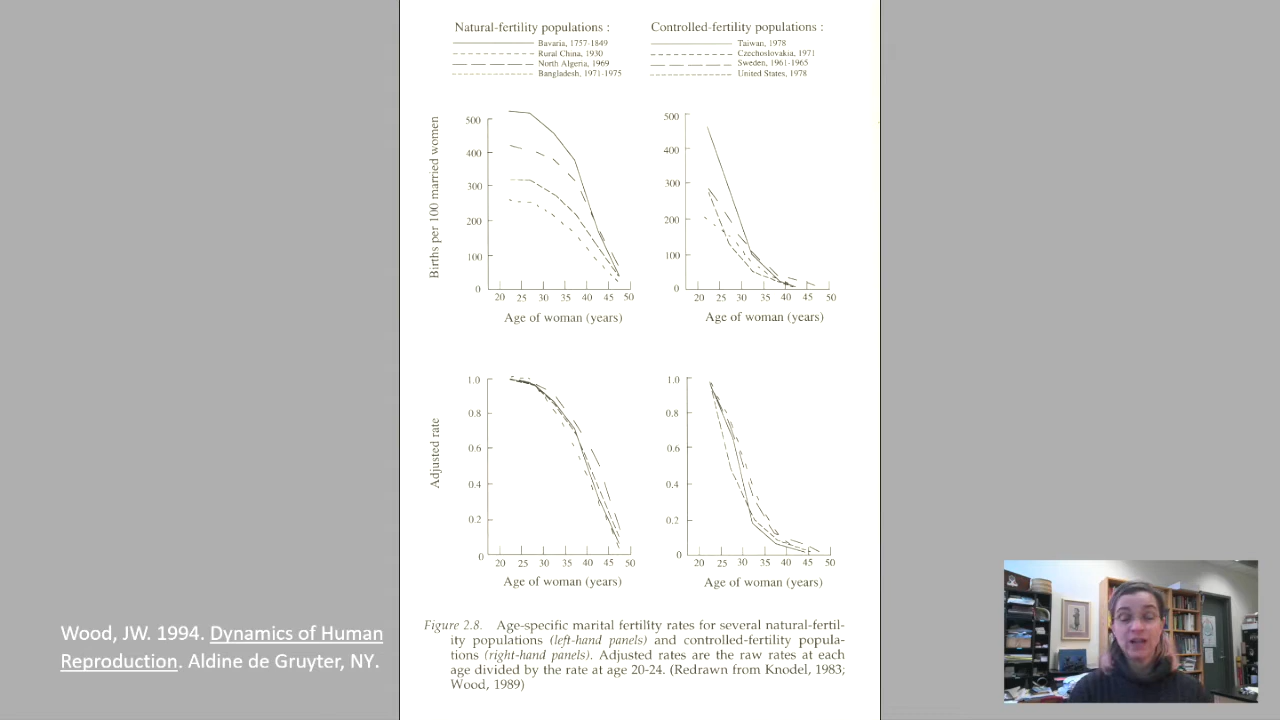 Natural-fertility populations :
Bavaria, 1757-1849
Rural China, 1930
North Algeria, 1969
Bangladesh, 1971-1975
Controlled-fertility populations :
Taiwan, 1978
Czechoslovakia, 1971
Sweden, 1961-1965
United States, 1978
Births per 100 married women
500
400
300
200
100
0
20 25 30 35 40 45 50
Age of woman (years)
500
400
300
200
100
0
20 25 30 35 40 45 50
Age of woman (years)
Adjusted rate
1.0
0.8
0.6
0.4
0.2
0
20 25 30 35 40 45 50
Age of woman (years)
1.0
0.8
0.6
0.4
0.2
0
20 25 30 35 40 45 50
Age of woman (years)
Figure 2.8. Age-specific marital fertility rates for several natural-fertil-
ity populations (left-hand panels) and controlled-fertility popula-
tions (right-hand panels). Adjusted rates are the raw rates at each
age divided by the rate at age 20-24. (Redrawn from Knodel, 1983;
Wood, 1989)
Wood, JW. 1994. Dynamics of Human
Reproduction. Aldine de Gruyter, NY.